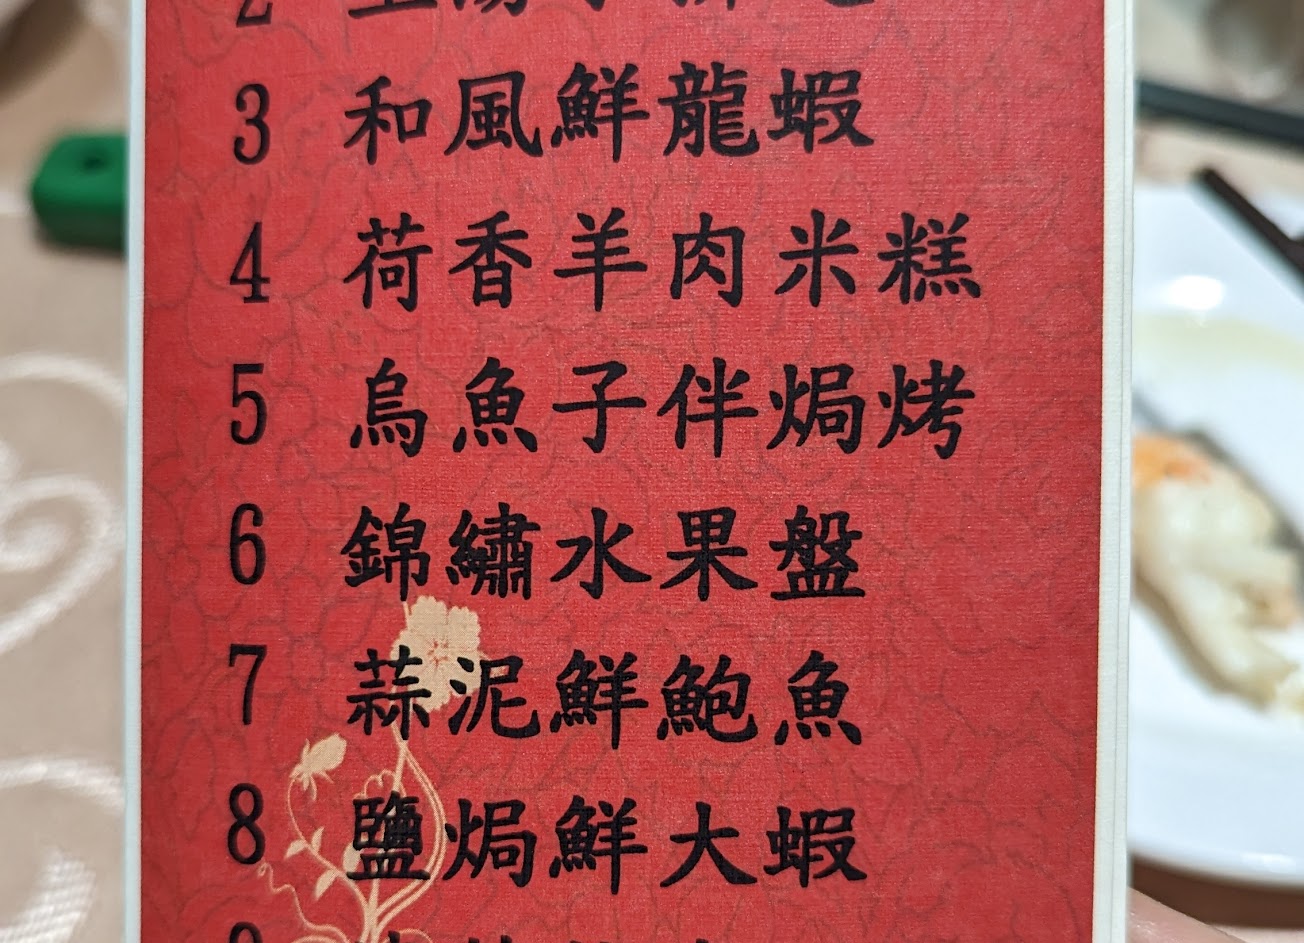 3 和風鮮龍蝦
4 荷香羊肉米糕
5 烏魚子伴焗烤
6 錦繡水果盤
7 蒜泥鮮鮑魚
8 鹽焗鮮大蝦